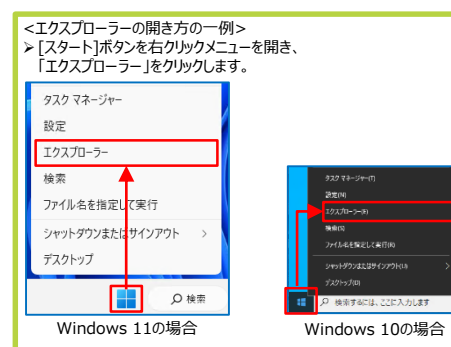 <エクスプローラーの開き方の一例>
➢ [スタート]ボタンを右クリックメニューを開き、
「エクスプローラー」をクリックします。
タスク マネージャー
設定
エクスプローラー
検索
ファイル名を指定して実行
シャットダウンまたはサインアウト >
デスクトップ
検索
Windows 11の場合
タスク マネージャー(T)
設定(N)
エクスプローラー(E)
検索(S)
ファイル名を指定して実行(R)
シャットダウンまたはサインアウト(U) >
デスクトップ(D)
検索するには、ここに入力します
Windows 10の場合